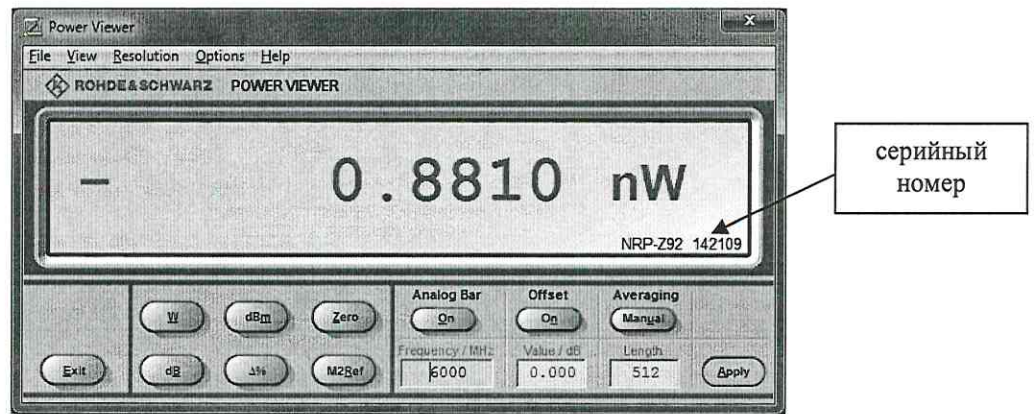 Power Viewer
File View Resolution Options Help
ROHDE&SCHWARZ POWER VIEWER
- 0.8810 nW
NRP-Z92 142109
серийный
номер
Analog Bar Offset Averaging
W dBm Zero On On Manual
Frequency / MHz Value / dB Length
Exit dB Δ% M2Ref 6000 0.000 512 Apply